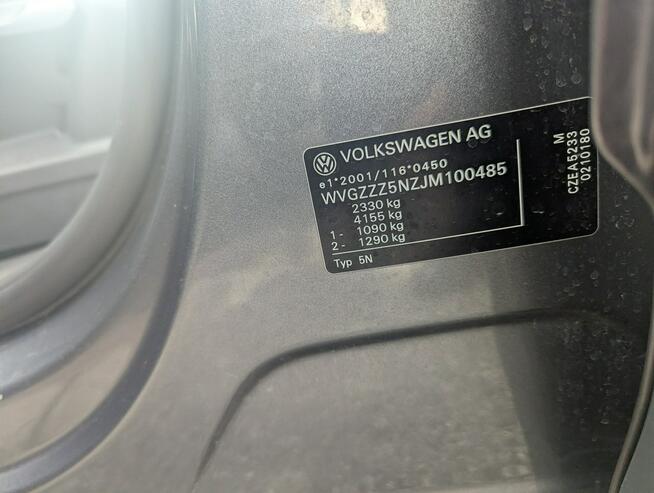 VOLKSWAGEN AG
e1*2001/116*0450
WVGZZZ5NZJM100485
2330 kg
4155 kg
1- 1090 kg
2- 1290 kg
Typ 5N
M
CZEA5233
0210180